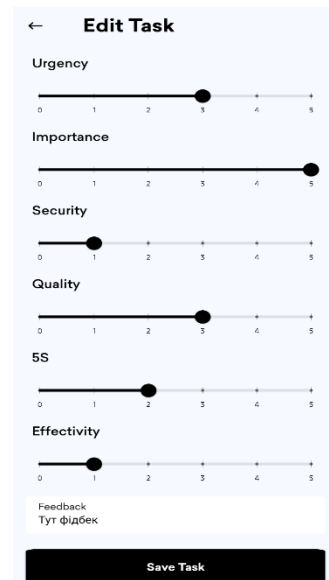 ← Edit Task
Urgency
0 1 2 3 4 5
Importance
0 1 2 3 4 5
Security
0 1 2 3 4 5
Quality
0 1 2 3 4 5
5S
0 1 2 3 4 5
Effectivity
0 1 2 3 4 5
Feedback
Тут фідбек
Save Task